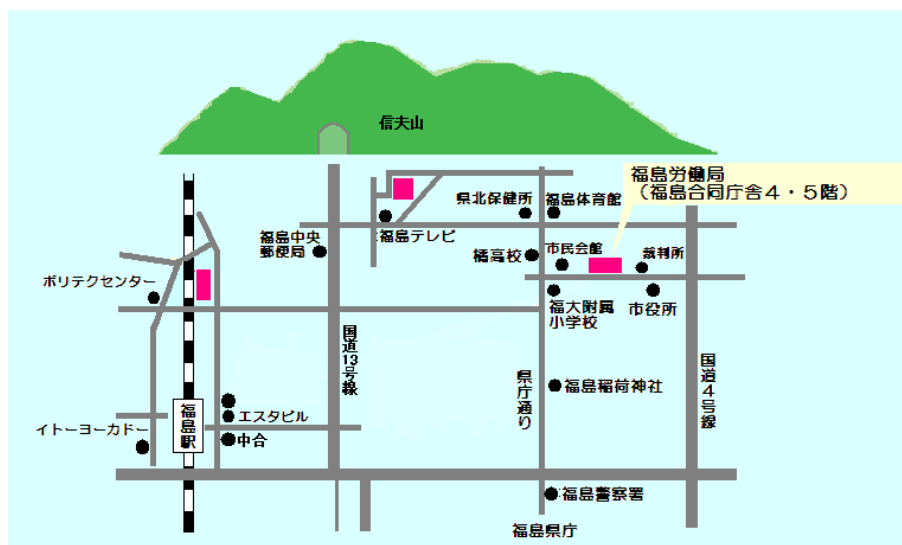 信夫山
福島労働局
（福島合同庁舎４・５階）
県北保健所
福島体育館
福島テレビ
福島中央
郵便局
橘高校
市民会館
裁判所
ポリテクセンター
福大附属
小学校
市役所
国道13号線
県庁通り
国道４号線
福島稲荷神社
福島駅
エスタビル
イトーヨーカドー
中合
福島警察署
福島県庁